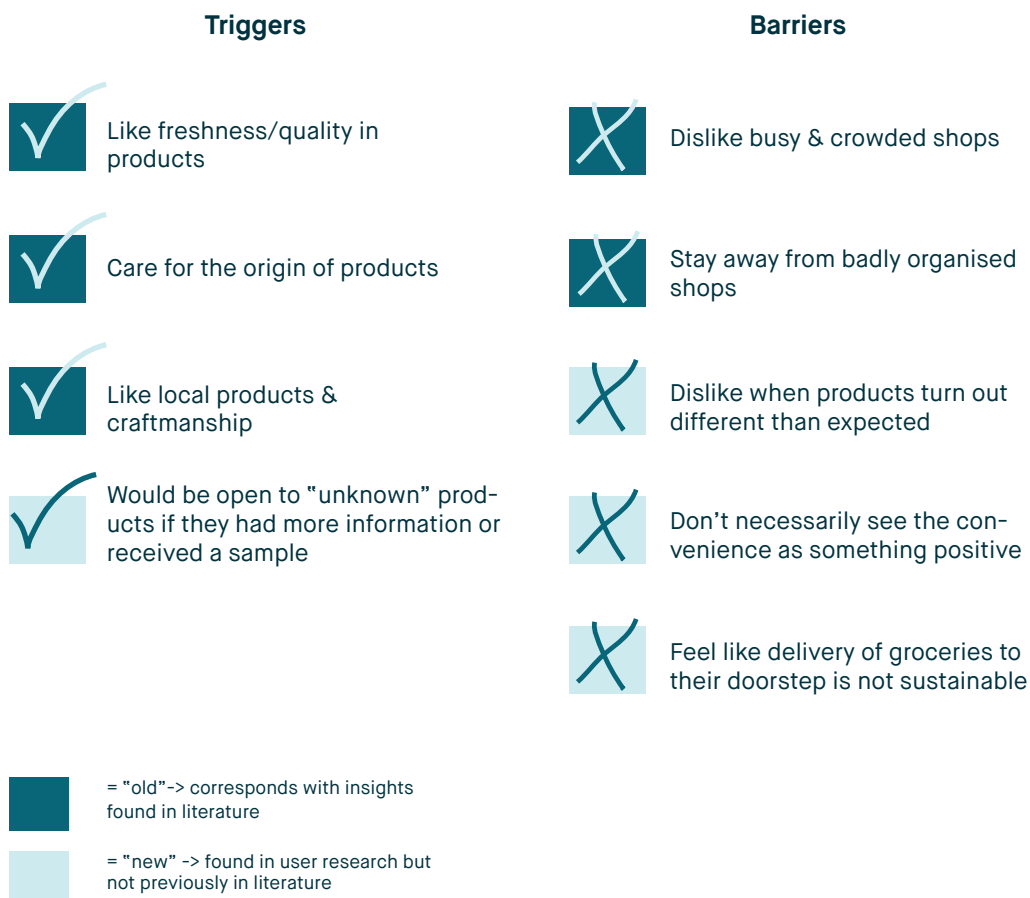 Triggers
Like freshness/quality in
products
Care for the origin of products
Like local products &
craftmanship
Would be open to "unknown" prod-
ucts if they had more information or
received a sample
Barriers
Dislike busy & crowded shops
Stay away from badly organised
shops
Dislike when products turn out
different than expected
Don't necessarily see the con-
venience as something positive
Feel like delivery of groceries to
their doorstep is not sustainable
= "old"-> corresponds with insights
found in literature
= "new" -> found in user research but
not previously in literature